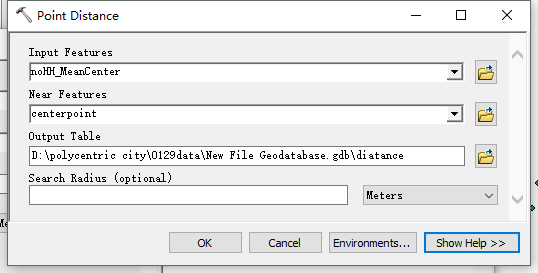 Point Distance
Input Features
noHH_MeanCenter
Near Features
centerpoint
Output Table
D:\polycentric city\0129data\New File Geodatabase.gdb\diatance
Search Radius (optional)
Meters
OK
Cancel
Environments...
Show Help >>